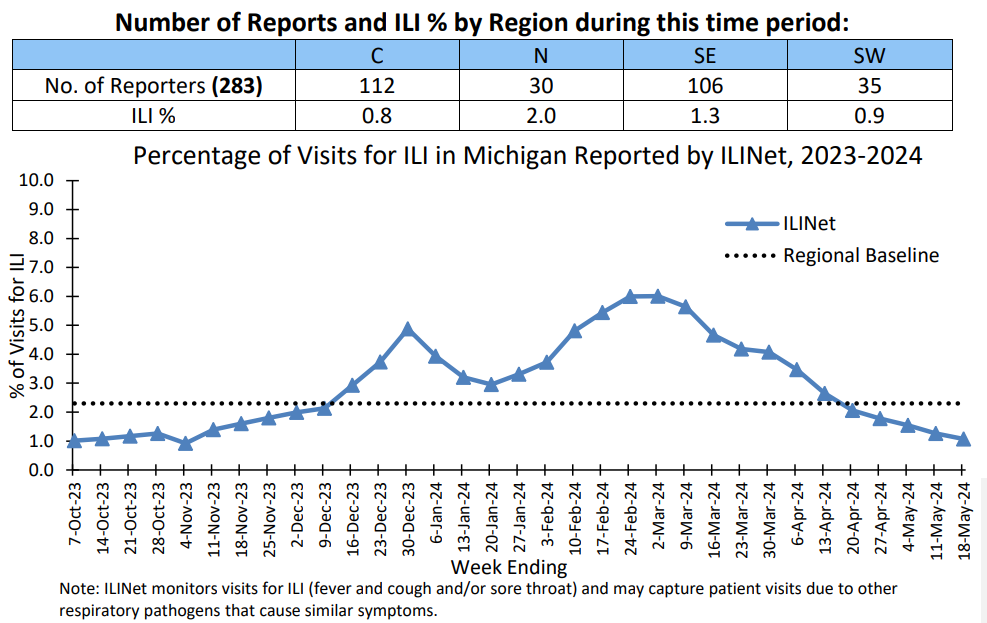 Number of Reports and ILI % by Region during this time period:
C N SE SW
No. of Reporters (283) 112 30 106 35
ILI % 0.8 2.0 1.3 0.9
Percentage of Visits for ILI in Michigan Reported by ILINet, 2023-2024
% of Visits for ILI
10.0
9.0
8.0
7.0
6.0
5.0
4.0
3.0
2.0
1.0
0.0
ILINet
Regional Baseline
7-Oct-23
14-Oct-23
21-Oct-23
28-Oct-23
4-Nov-23
11-Nov-23
18-Nov-23
25-Nov-23
2-Dec-23
9-Dec-23
16-Dec-23
23-Dec-23
30-Dec-23
6-Jan-24
13-Jan-24
20-Jan-24
27-Jan-24
3-Feb-24
10-Feb-24
17-Feb-24
24-Feb-24
2-Mar-24
9-Mar-24
16-Mar-24
23-Mar-24
30-Mar-24
6-Apr-24
13-Apr-24
20-Apr-24
27-Apr-24
4-May-24
11-May-24
18-May-24
Week Ending
Note: ILINet monitors visits for ILI (fever and cough and/or sore throat) and may capture patient visits due to other
respiratory pathogens that cause similar symptoms.